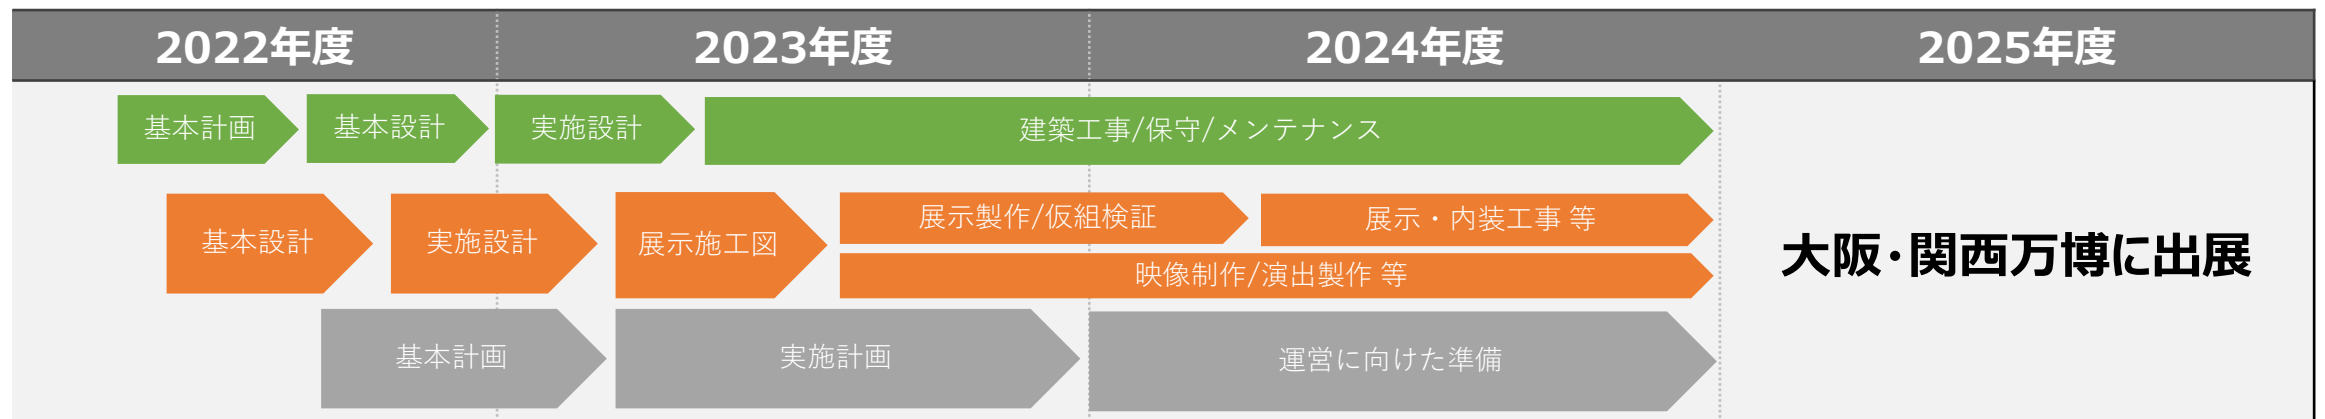 2022年度
2023年度
2024年度
2025年度
基本計画
基本設計
実施設計
建築工事/保守/メンテナンス
基本設計
実施設計
展示施工図
展示製作/仮組検証
展示・内装工事 等
映像制作/演出製作 等
大阪・関西万博に出展
基本計画
実施計画
運営に向けた準備